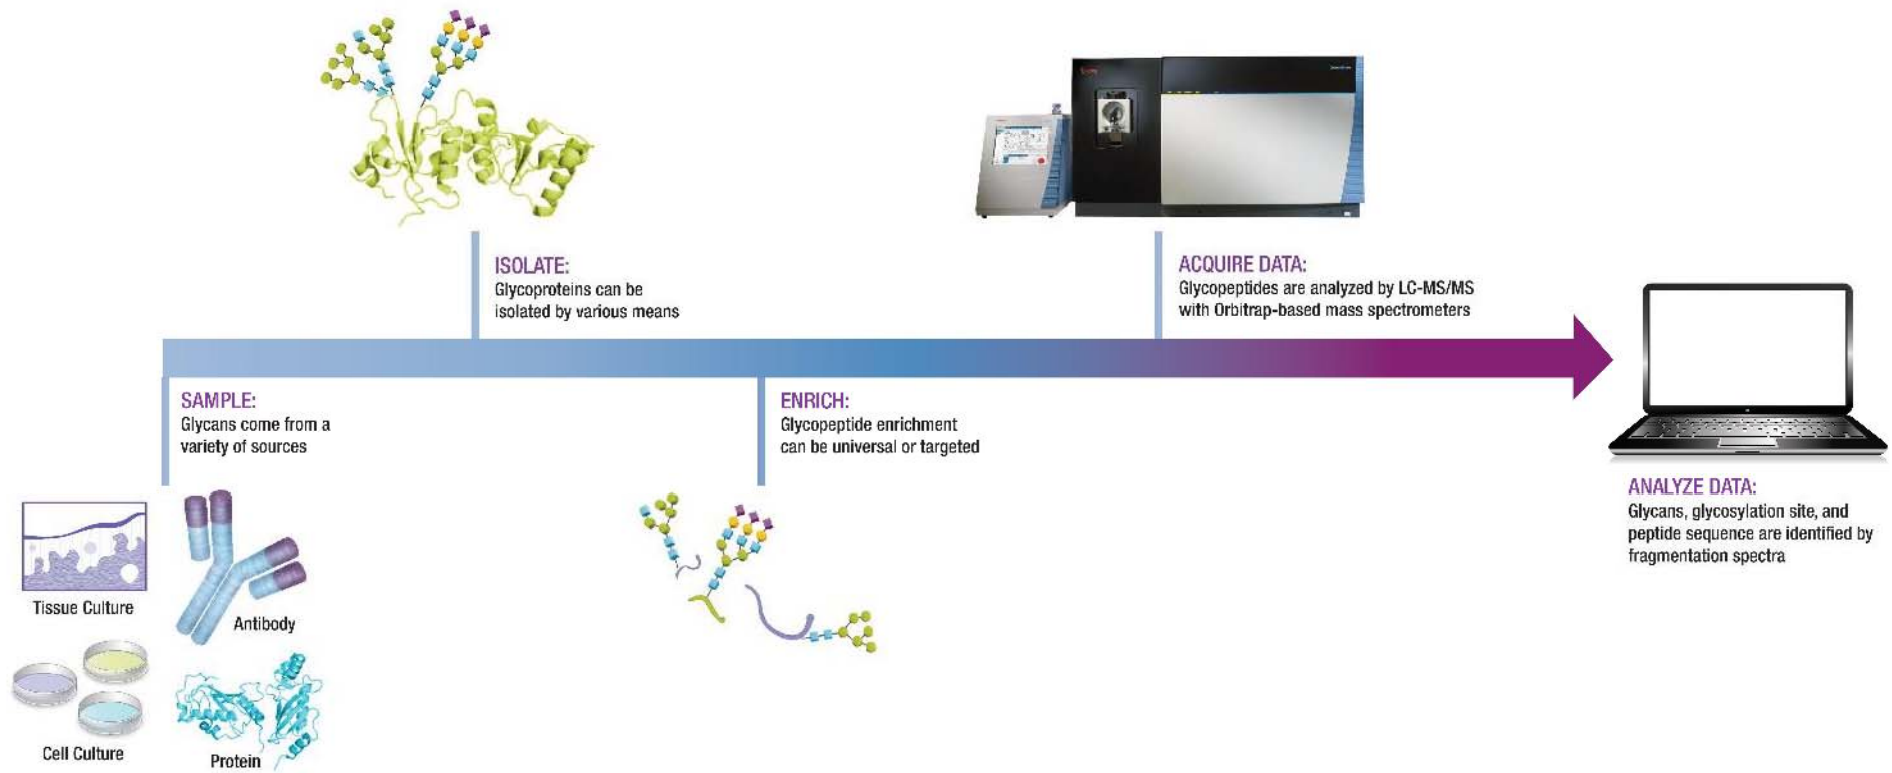 ISOLATE:
Glycoproteins can be
isolated by various means
ACQUIRE DATA:
Glycopeptides are analyzed by LC-MS/MS
with Orbitrap-based mass spectrometers
SAMPLE:
Glycans come from a
variety of sources
ENRICH:
Glycopeptide enrichment
can be universal or targeted
Tissue Culture
Antibody
Cell Culture
Protein
ANALYZE DATA:
Glycans, glycosylation site, and
peptide sequence are identified by
fragmentation spectra